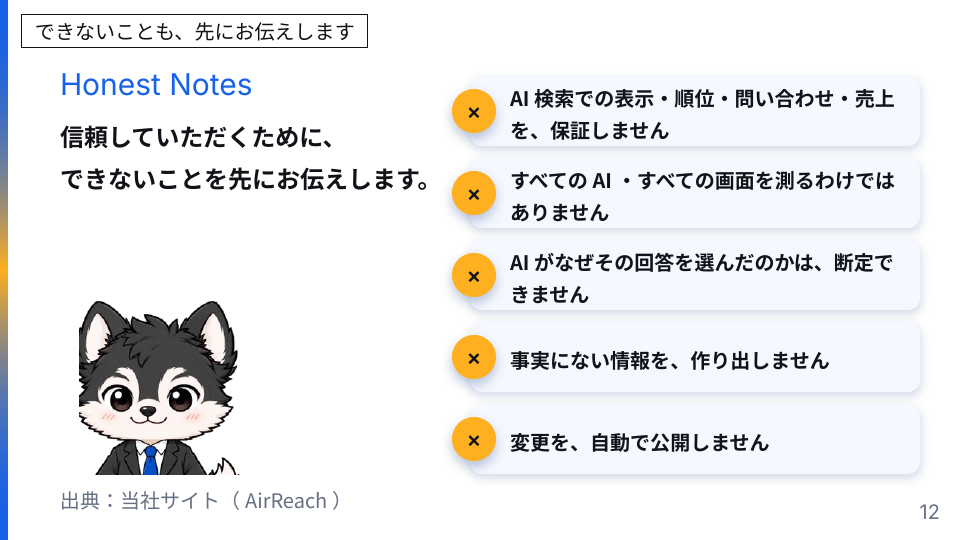 できないことも、先にお伝えします
Honest Notes
信頼していただくために、
できないことを先にお伝えします。
× AI 検索での表示・順位・問い合わせ・売上
を、保証しません
× すべての AI ・すべての画面を測るわけでは
ありません
× AI がなぜその回答を選んだのかは、断定で
きません
× 事実にない情報を、作り出しません
× 変更を、自動で公開しません
出典：当社サイト（ AirReach ）
12